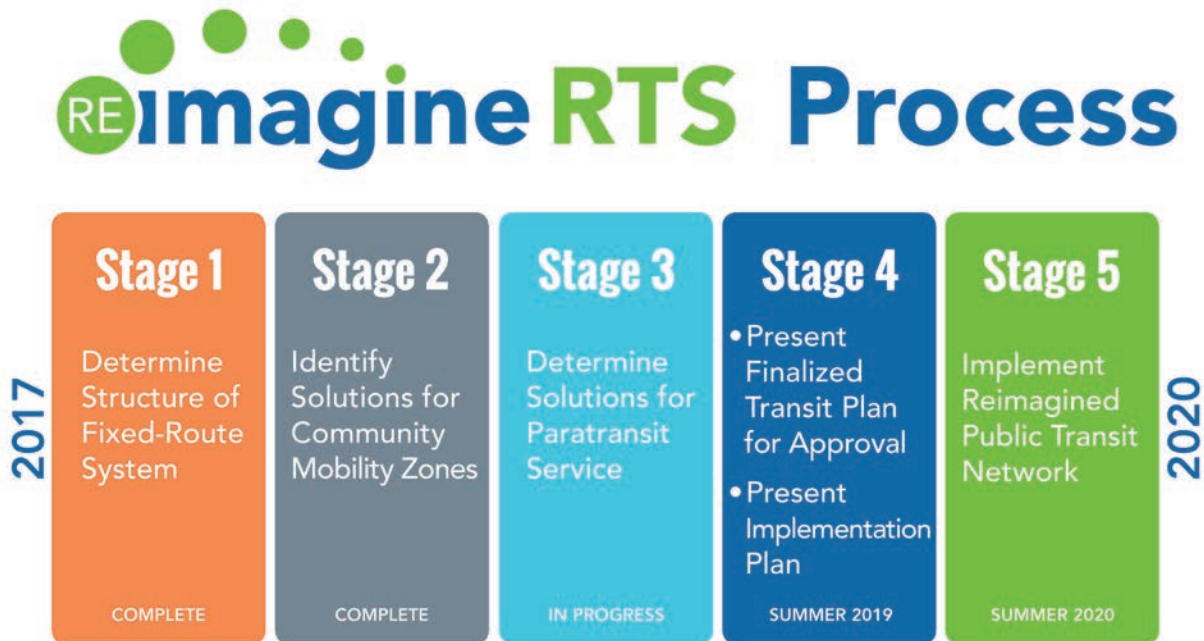 REimagine RTS Process
2017
Stage 1
Determine
Structure of
Fixed-Route
System
COMPLETE
Stage 2
Identify
Solutions for
Community
Mobility Zones
COMPLETE
Stage 3
Determine
Solutions for
Paratransit
Service
IN PROGRESS
Stage 4
• Present
Finalized
Transit Plan
for Approval
• Present
Implementation
Plan
SUMMER 2019
Stage 5
Implement
Reimagined
Public Transit
Network
SUMMER 2020
2020